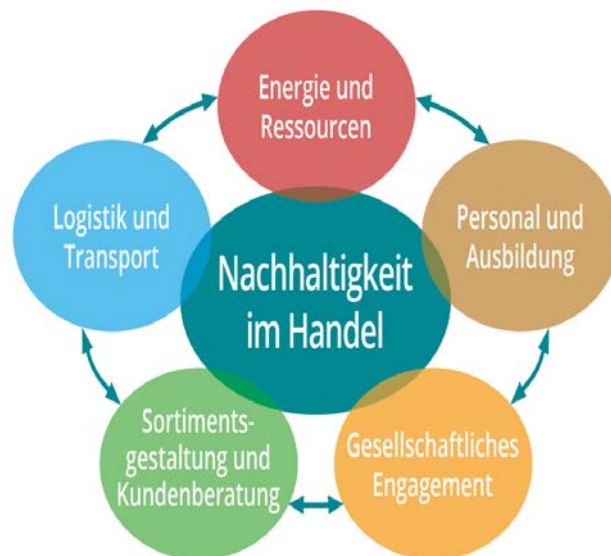 Energie und
Ressourcen
Logistik und
Transport
Personal und
Ausbildung
Nachhaltigkeit
im Handel
Sortiments-
gestaltung und
Kundenberatung
Gesellschaftliches
Engagement